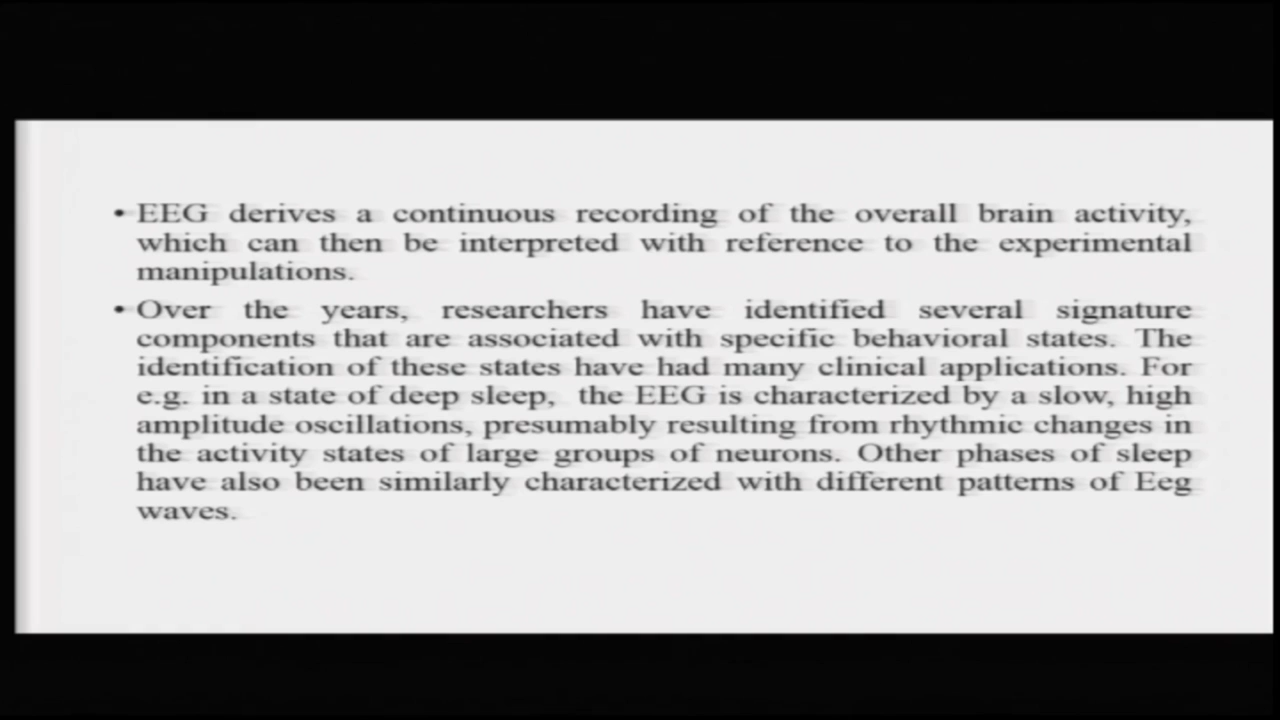 • EEG derives a continuous recording of the overall brain activity,
which can then be interpreted with reference to the experimental
manipulations.
• Over the years, researchers have identified several signature
components that are associated with specific behavioral states. The
identification of these states have had many clinical applications. For
e.g. in a state of deep sleep, the EEG is characterized by a slow, high
amplitude oscillations, presumably resulting from rhythmic changes in
the activity states of large groups of neurons. Other phases of sleep
have also been similarly characterized with different patterns of Eeg
waves.